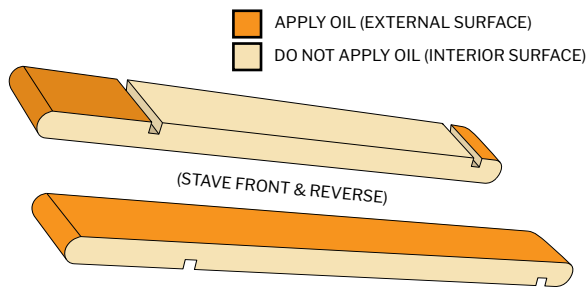 APPLY OIL (EXTERNAL SURFACE)
DO NOT APPLY OIL (INTERIOR SURFACE)
(STAVE FRONT & REVERSE)